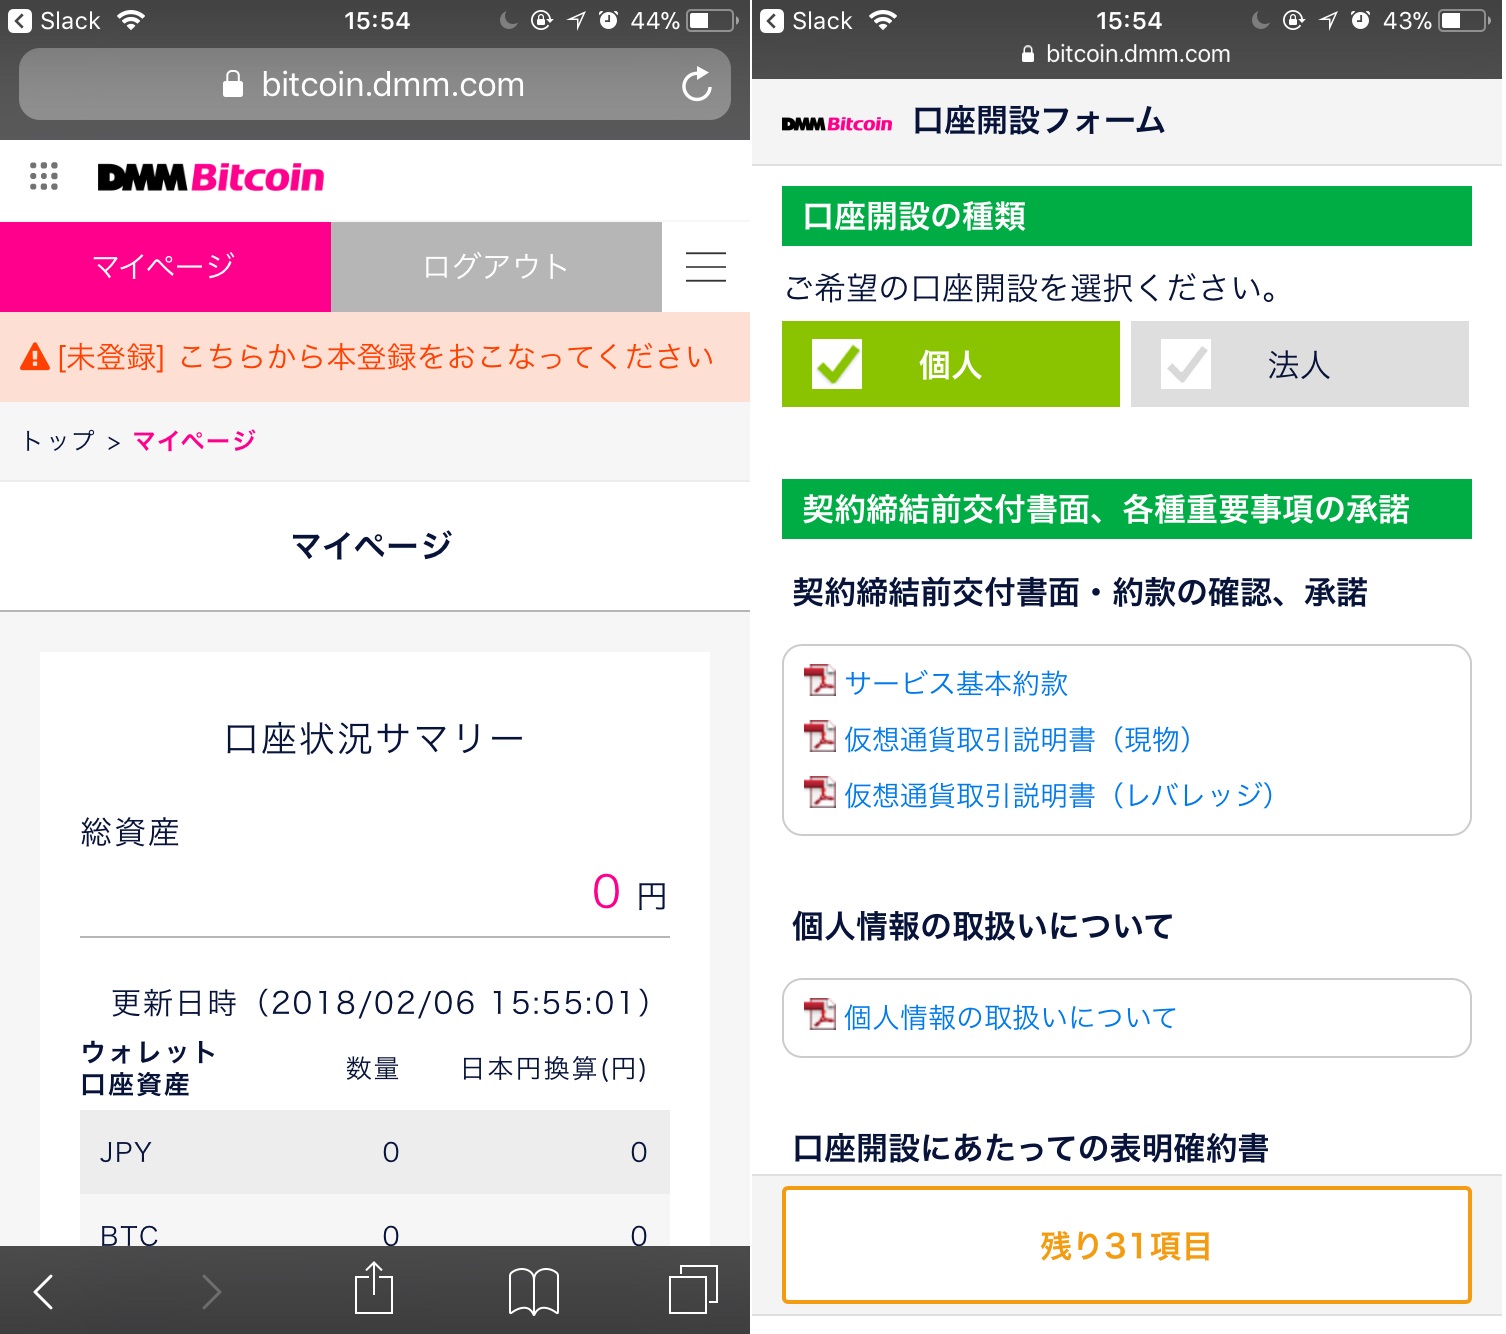 Slack 15:54 44%
bitcoin.dmm.com
DMM Bitcoin
マイページ ログアウト
[未登録] こちらから本登録をおこなってください
トップ > マイページ
マイページ
口座状況サマリー
総資産
0 円
更新日時（2018/02/06 15:55:01）
ウォレット
口座資産 数量 日本円換算(円)
JPY 0 0
BTC 0 0
Slack 15:54 43%
bitcoin.dmm.com
DMM Bitcoin 口座開設フォーム
口座開設の種類
ご希望の口座開設を選択ください。
個人 法人
契約締結前交付書面、各種重要事項の承諾
契約締結前交付書面・約款の確認、承諾
サービス基本約款
仮想通貨取引説明書（現物）
仮想通貨取引説明書（レバレッジ）
個人情報の取扱いについて
個人情報の取扱いについて
口座開設にあたっての表明確約書
残り31項目